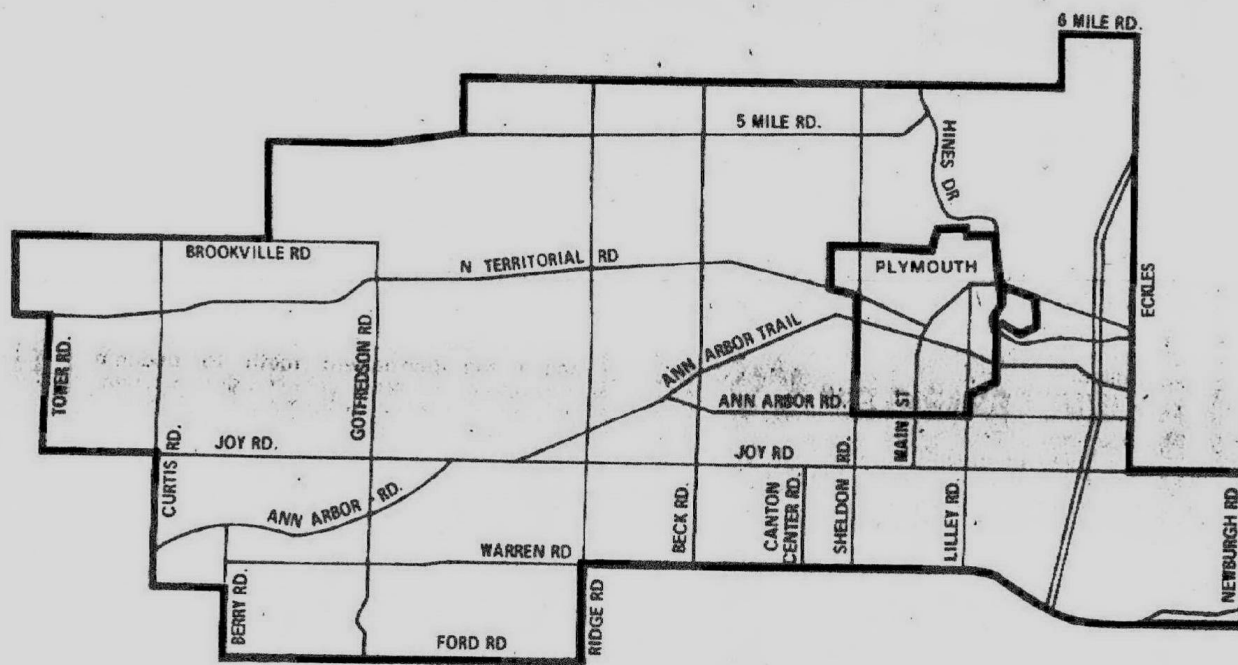 6 MILE RD.
5 MILE RD.
HINES DR
BROOKVILLE RD
N TERRITORIAL RD
PLYMOUTH
ECKLES
TOWER RD.
GOTFREDSON RD
ANN ARBOR TRAIL
ANN ARBOR RD.
MAIN ST
CURTIS RD.
JOY RD.
JOY RD
ANN ARBOR RD.
BECK RD.
CANTON
CENTER RD.
SHELDON RD.
LILLEY RD.
NEWBURGH RD
WARREN RD
BERRY RD.
RIDGE RD
FORD RD